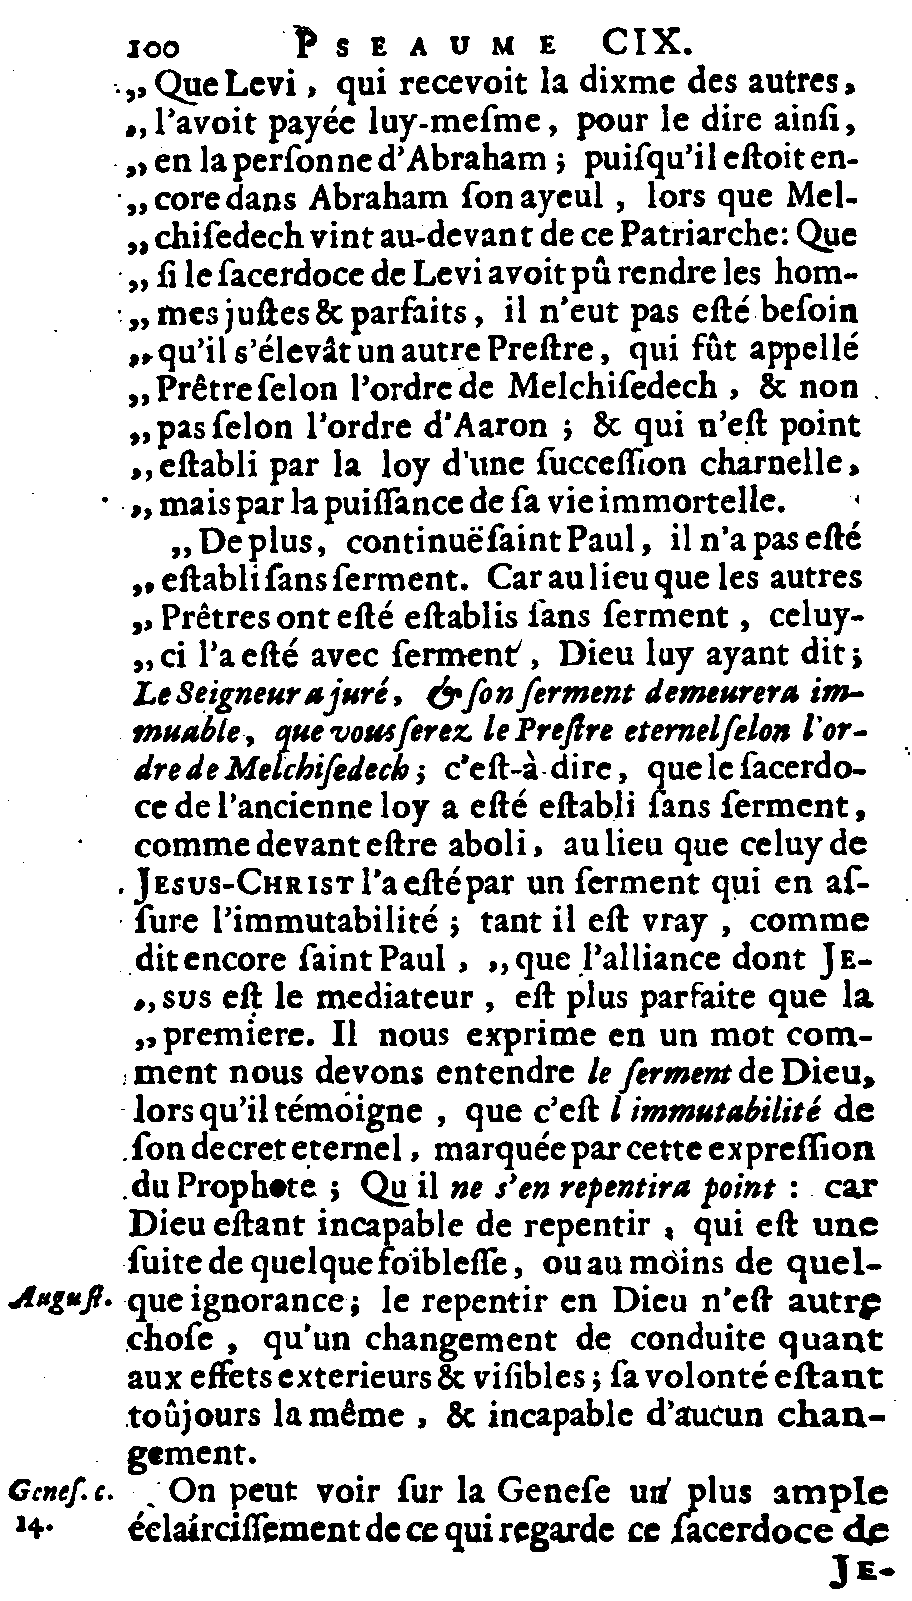 100 PSEAUME CIX.
„ Que Levi, qui recevoit la dixme des autres,
„ l'avoit payée luy-meſme, pour le dire ainſi,
„ en la perſonne d'Abraham ; puiſqu'il eſtoit en-
„ core dans Abraham ſon ayeul, lors que Mel-
„ chiſedech vint au-devant de ce Patriarche: Que
„ ſi le ſacerdoce de Levi avoit pû rendre les hom-
„ mes juſtes & parfaits, il n'eut pas eſté beſoin
„ qu'il s'élevât un autre Preſtre, qui fût appellé
„ Prêtre ſelon l'ordre de Melchiſedech, & non
„ pas ſelon l'ordre d'Aaron ; & qui n'eſt point
„ eſtabli par la loy d'une ſucceſſion charnelle,
„ mais par la puiſſance de ſa vie immortelle.
„ De plus, continuë ſaint Paul, il n'a pas eſté
„ eſtabli ſans ſerment. Car au lieu que les autres
„ Prêtres ont eſté eſtablis ſans ſerment, celuy-
„ ci l'a eſté avec ſerment, Dieu luy ayant dit;
Le Seigneur a juré, & ſon ſerment demeurera im-
muable, que vous ſerez le Preſtre eternel ſelon l'or-
dre de Melchiſedech ; c'eſt-à-dire, que le ſacerdo-
ce de l'ancienne loy a eſté eſtabli ſans ſerment,
comme devant eſtre aboli, au lieu que celuy de
JESUS-CHRIST l'a eſté par un ſerment qui en aſ-
ſure l'immutabilité ; tant il eſt vray, comme
dit encore ſaint Paul, „ que l'alliance dont JE-
„ sus eſt le mediateur, eſt plus parfaite que la
„ premiere. Il nous exprime en un mot com-
ment nous devons entendre le ſerment de Dieu,
lors qu'il témoigne, que c'eſt l immutabilité de
ſon decret eternel, marquée par cette expreſſion
du Prophete ; Qu il ne s'en repentira point : car
Dieu eſtant incapable de repentir, qui eſt une
ſuite de quelque foibleſſe, ou au moins de quel-
Auguſt. que ignorance; le repentir en Dieu n'eſt autre
choſe, qu'un changement de conduite quant
aux effets exterieurs & viſibles; ſa volonté eſtant
toûjours la même, & incapable d'aucun chan-
gement.
Geneſ. c. On peut voir ſur la Geneſe un plus ample
14. éclairciſſement de ce qui regarde ce ſacerdoce de
JE-